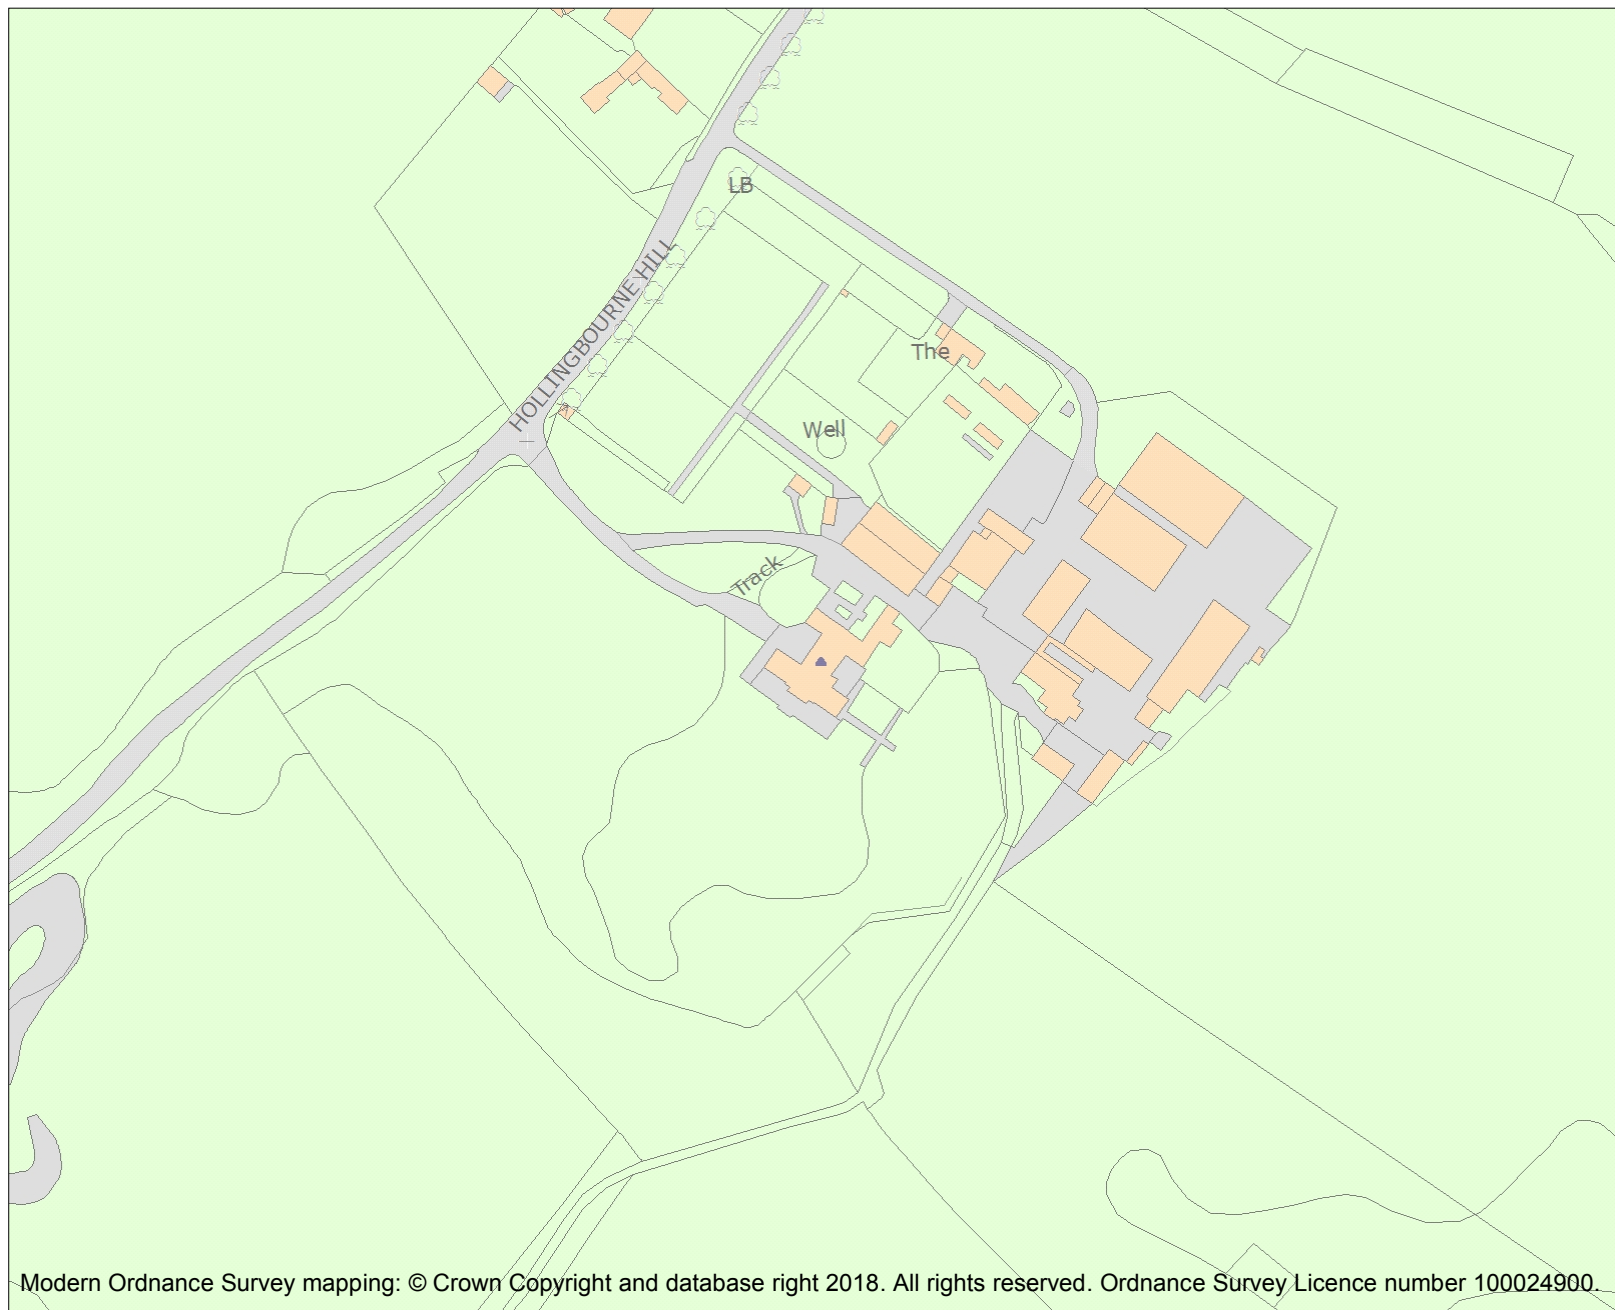 LB
HOLLINGBOURNE HILL
The
Well
Track
Modern Ordnance Survey mapping: © Crown Copyright and database right 2018. All rights reserved. Ordnance Survey Licence number 100024900.